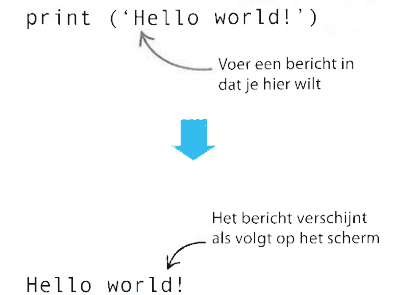 print (‘Hello world!’)
Voer een bericht in
dat je hier wilt
Het bericht verschijnt
als volgt op het scherm
Hello world!